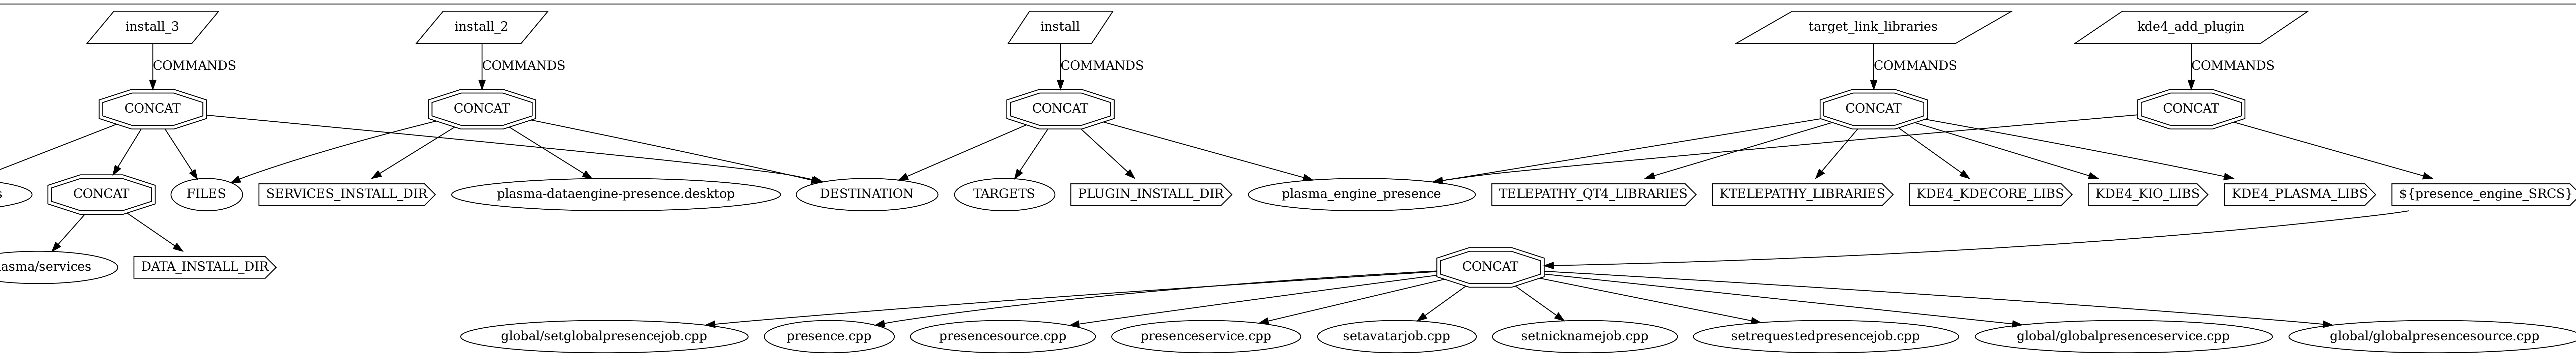 install_3
install_2
install
target_link_libraries
kde4_add_plugin
COMMANDS
COMMANDS
COMMANDS
COMMANDS
COMMANDS
CONCAT
CONCAT
CONCAT
CONCAT
CONCAT
s
CONCAT
FILES
SERVICES_INSTALL_DIR
plasma-dataengine-presence.desktop
DESTINATION
TARGETS
PLUGIN_INSTALL_DIR
plasma_engine_presence
TELEPATHY_QT4_LIBRARIES
KTELEPATHY_LIBRARIES
KDE4_KDECORE_LIBS
KDE4_KIO_LIBS
KDE4_PLASMA_LIBS
${presence_engine_SRCS}
asma/services
DATA_INSTALL_DIR
CONCAT
global/setglobalpresencejob.cpp
presence.cpp
presencesource.cpp
presenceservice.cpp
setavatarjob.cpp
setnicknamejob.cpp
setrequestedpresencejob.cpp
global/globalpresenceservice.cpp
global/globalpresencesource.cpp